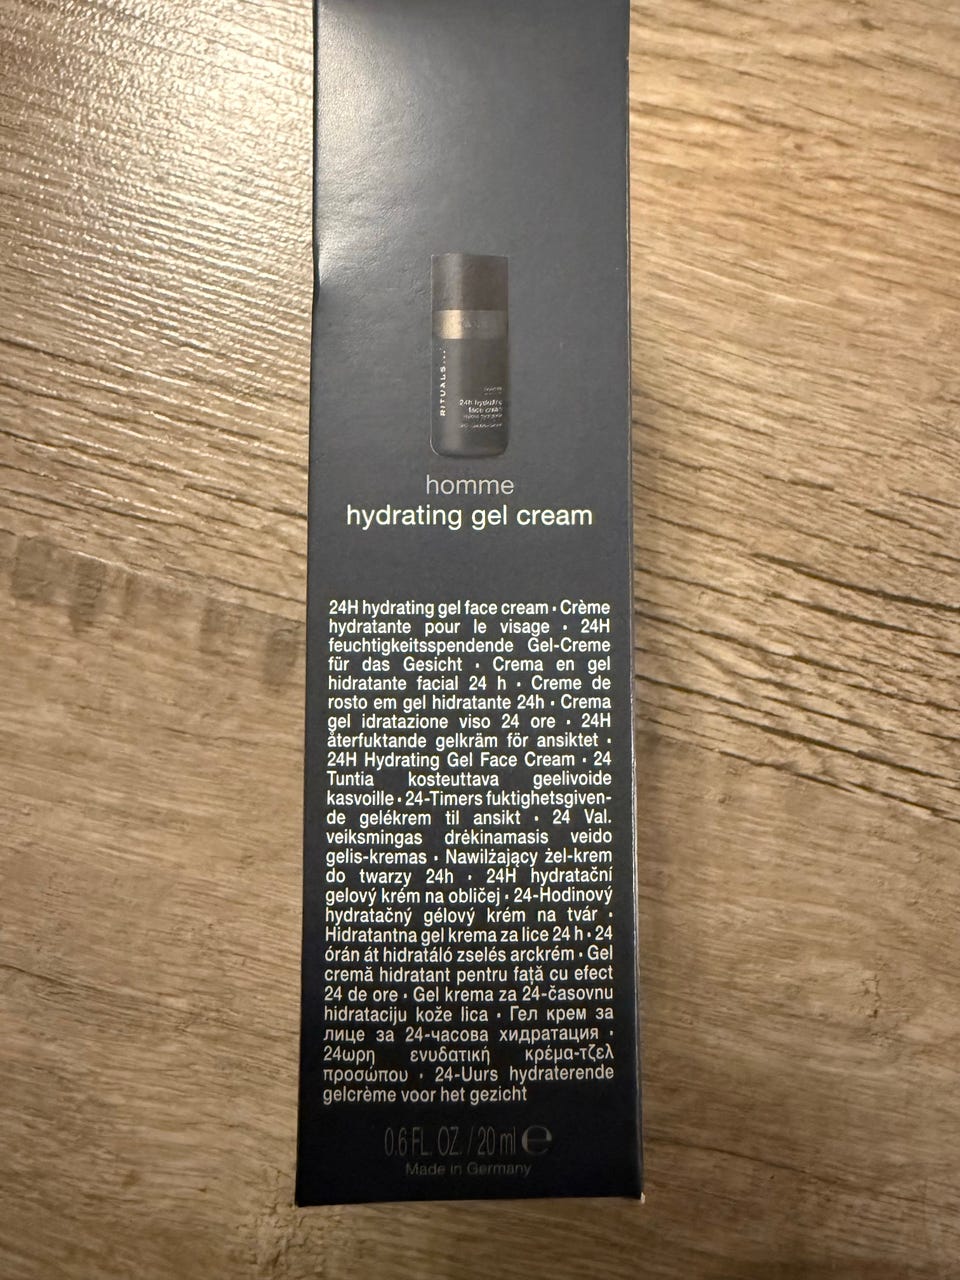 RITUALS...
24h hydrating
face cream
homme
hydrating gel cream
24H hydrating gel face cream • Crème
hydratante pour le visage • 24H
feuchtigkeitsspendende Gel-Creme
für das Gesicht • Crema en gel
hidratante facial 24 h • Creme de
rosto em gel hidratante 24h • Crema
gel idratazione viso 24 ore • 24H
återfuktande gelkräm för ansiktet •
24H Hydrating Gel Face Cream • 24
Tuntia kosteuttava geelivoide
kasvoille • 24-Timers fuktighetsgiven-
de gelékrem til ansikt • 24 Val.
veiksmingas drėkinamasis veido
gelis-kremas • Nawilżający żel-krem
do twarzy 24h • 24H hydratační
gelový krém na obličej • 24-Hodinový
hydratačný gélový krém na tvár •
Hidratantna gel krema za lice 24 h • 24
órán át hidratáló zselés arckrém • Gel
cremă hidratant pentru față cu efect
24 de ore • Gel krema za 24-časovnu
hidrataciju kože lica • Гел крем за
лице за 24-часова хидратация •
24ωρη ενυδατική κρέμα-τζελ
προσώπου • 24-Uurs hydraterende
gelcrème voor het gezicht
0.6 FL. OZ. / 20 ml ℮
Made in Germany